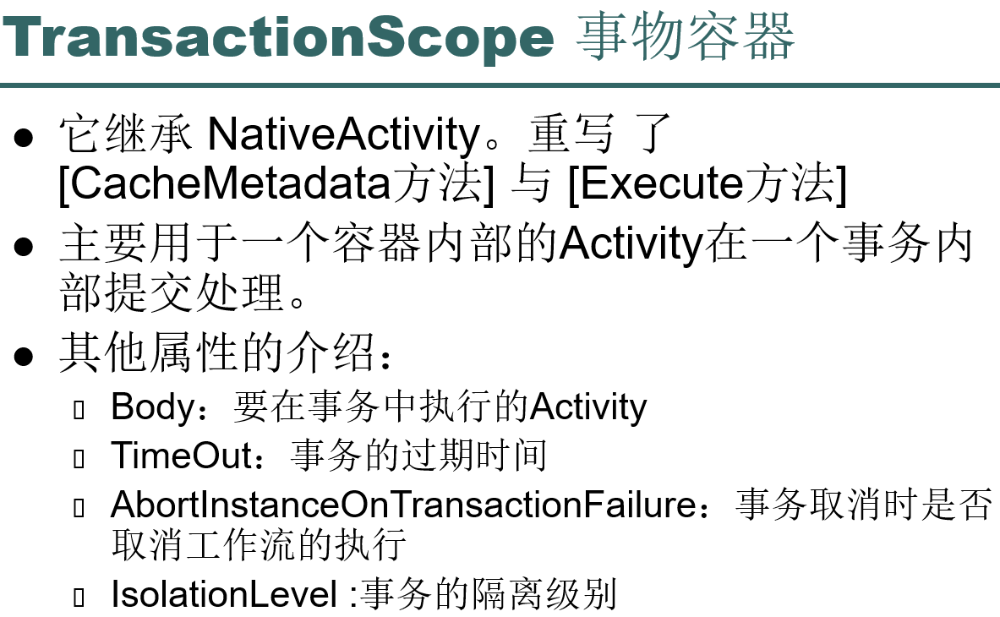 TransactionScope 事物容器
● 它继承 NativeActivity。重写 了
[CacheMetadata方法] 与 [Execute方法]
● 主要用于一个容器内部的Activity在一个事务内
部提交处理。
● 其他属性的介绍：
▯ Body：要在事务中执行的Activity
▯ TimeOut：事务的过期时间
▯ AbortInstanceOnTransactionFailure：事务取消时是否
取消工作流的执行
▯ IsolationLevel :事务的隔离级别